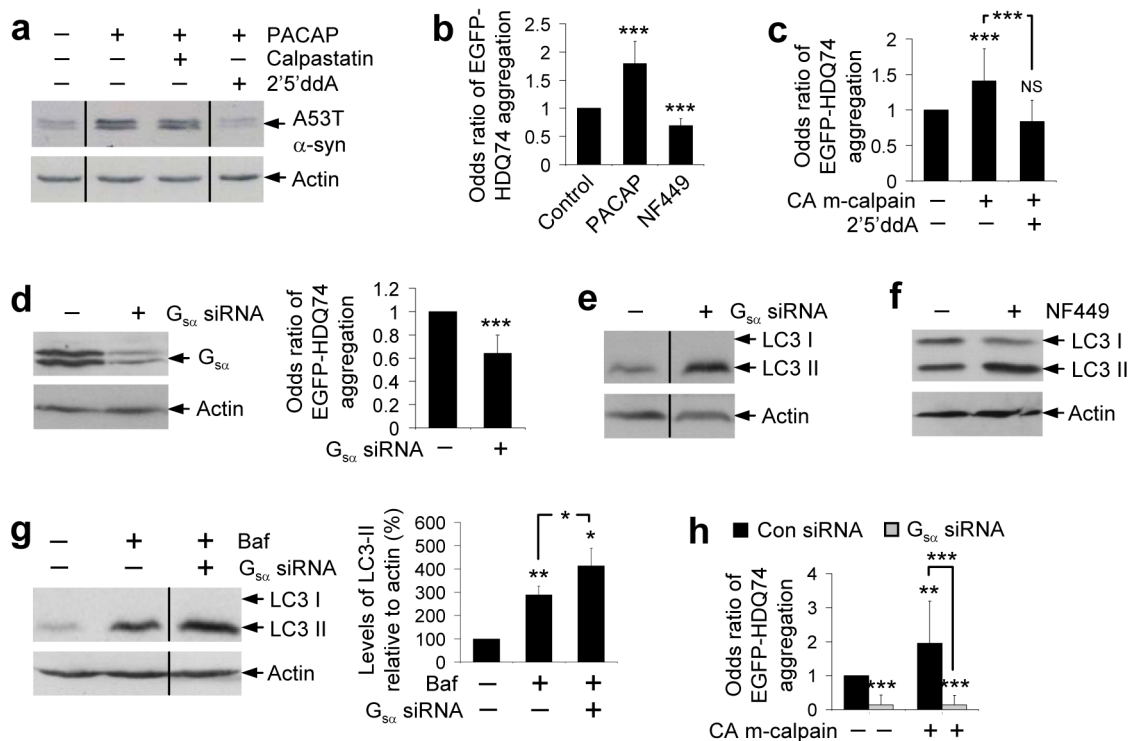 a
– + + + PACAP
– – + – Calpastatin
– – – + 2'5'ddA
A53T
α-syn
Actin
b
Odds ratio of EGFP-
HDQ74 aggregation
2.5
2
1.5
1
0.5
0
***
***
Control
PACAP
NF449
c
Odds ratio of
EGFP-HDQ74
aggregation
2
1.5
1
0.5
0
***
***
NS
CA m-calpain – + +
2'5'ddA – – +
d
– + Gsα siRNA
Gsα
Actin
Odds ratio of
EGFP-HDQ74
aggregation
1.2
1
0.8
0.6
0.4
0.2
0
***
Gsα siRNA – +
e
– + Gsα siRNA
LC3 I
LC3 II
Actin
f
– + NF449
LC3 I
LC3 II
Actin
g
– + + Baf
– – + Gsα siRNA
LC3 I
LC3 II
Actin
Levels of LC3-II
relative to actin (%)
600
500
400
300
200
100
0
*
**
*
Baf – + +
Gsα siRNA – – +
h
Con siRNA Gsα siRNA
Odds ratio of
EGFP-HDQ74
aggregation
4
3
2
1
0
***
**
***
***
CA m-calpain – – + +